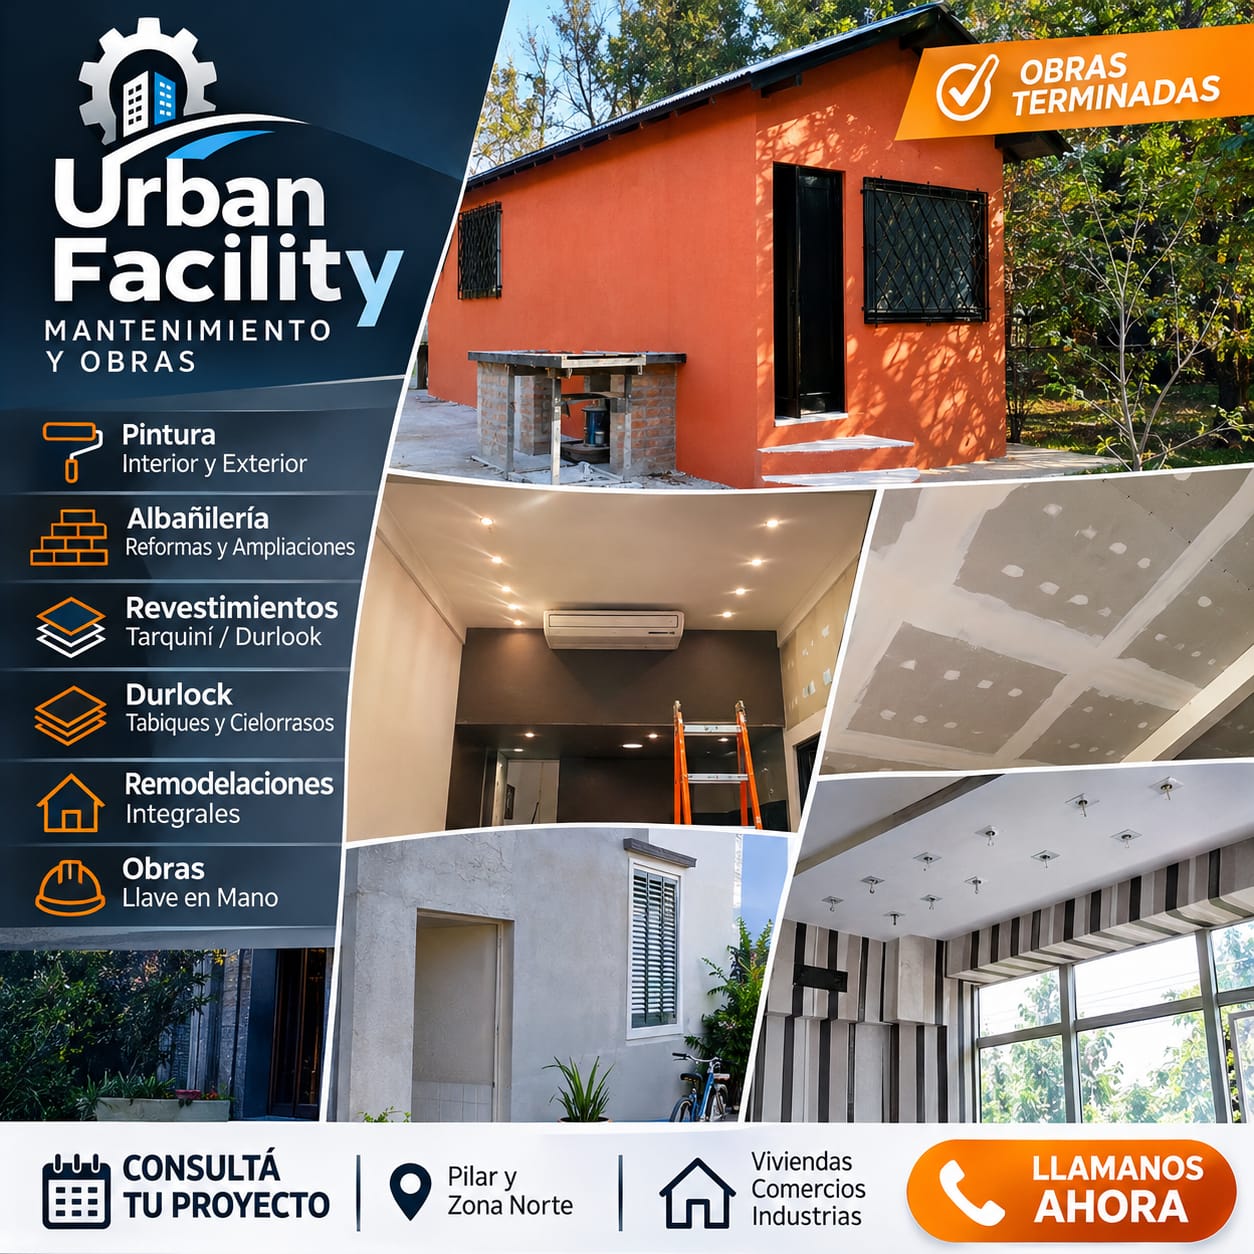 Urban
Facility
MANTENIMIENTO
Y OBRAS
OBRAS
TERMINADAS
Pintura
Interior y Exterior
Albañilería
Reformas y Ampliaciones
Revestimientos
Tarquiní / Durlook
Durlock
Tabiques y Cielorrasos
Remodelaciones
Integrales
Obras
Llave en Mano
CONSULTÁ
TU PROYECTO
Pilar y
Zona Norte
Viviendas
Comercios
Industrias
LLAMANOS
AHORA